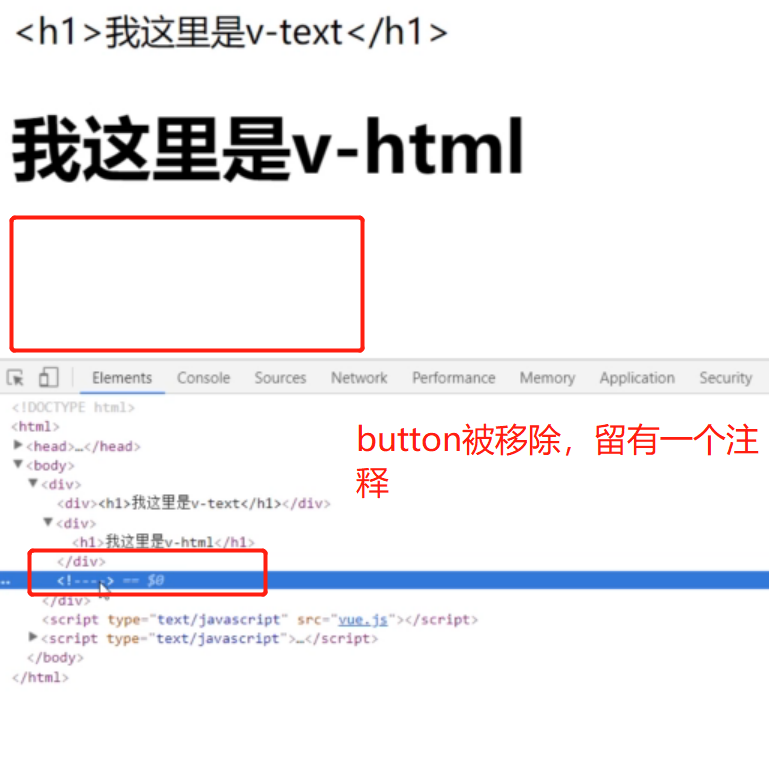 <h1>我这里是v-text</h1>
我这里是v-html
Elements Console Sources Network Performance Memory Application Security
<!DOCTYPE html>
<html>
<head>…</head>
button被移除，留有一个注
<body>
<div>
释
<div><h1>我这里是v-text</h1></div>
<div>
<h1>我这里是v-html</h1>
</div>
<!----> == $0
</div>
<script type="text/javascript" src="vue.js"></script>
<script type="text/javascript">…</script>
</body>
</html>